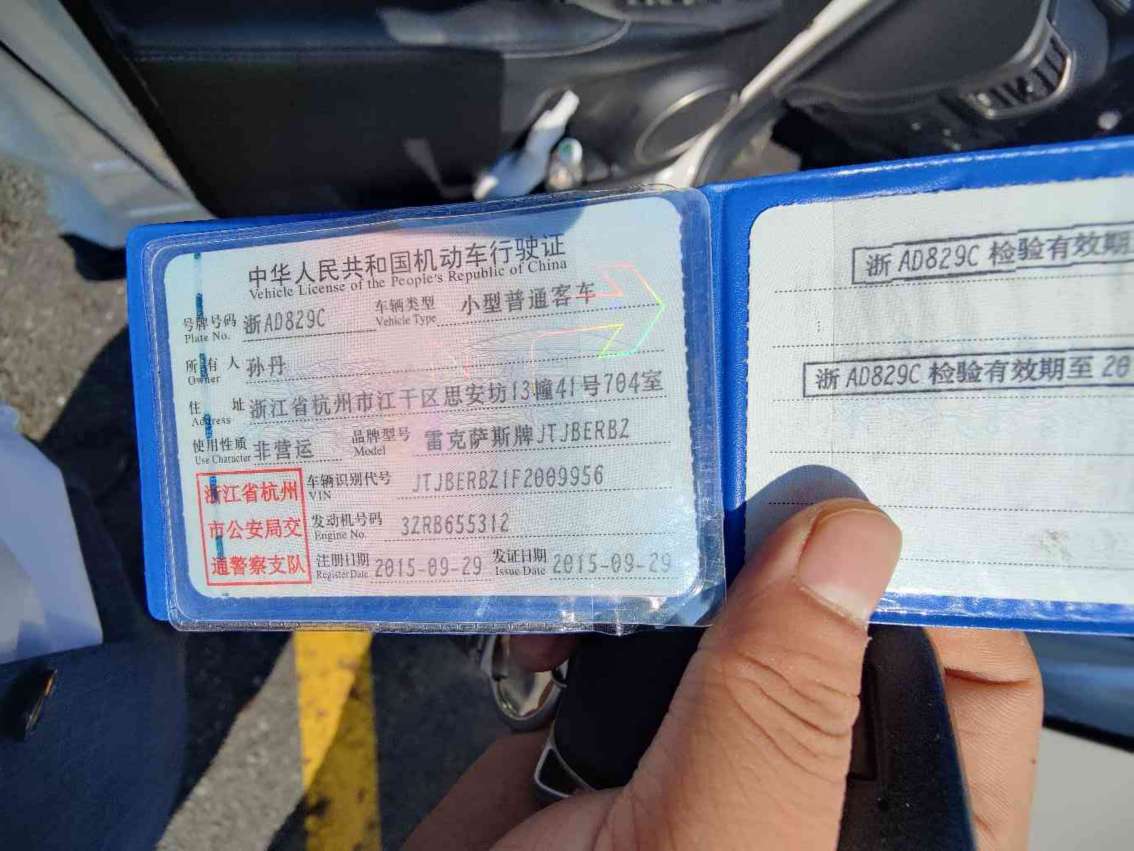 中华人民共和国机动车行驶证
Vehicle License of the People's Republic of China
号牌号码 浙AD829C 车辆类型 小型普通客车
Plate No. Vehicle Type
所有人 孙丹
Owner
住址 浙江省杭州市江干区思安坊13幢41号704室
Address
使用性质 非营运 品牌型号 雷克萨斯牌JTJBERBZ
Use Character Model
浙江省杭州
市公安局交
通警察支队
车辆识别代号 JTJBERBZ1F2009956
VIN
发动机号码 3ZRB655312
Engine No.
注册日期 2015-09-29 发证日期 2015-09-29
Register Date Issue Date
浙AD829C 检验有效期
浙AD829C 检验有效期至20